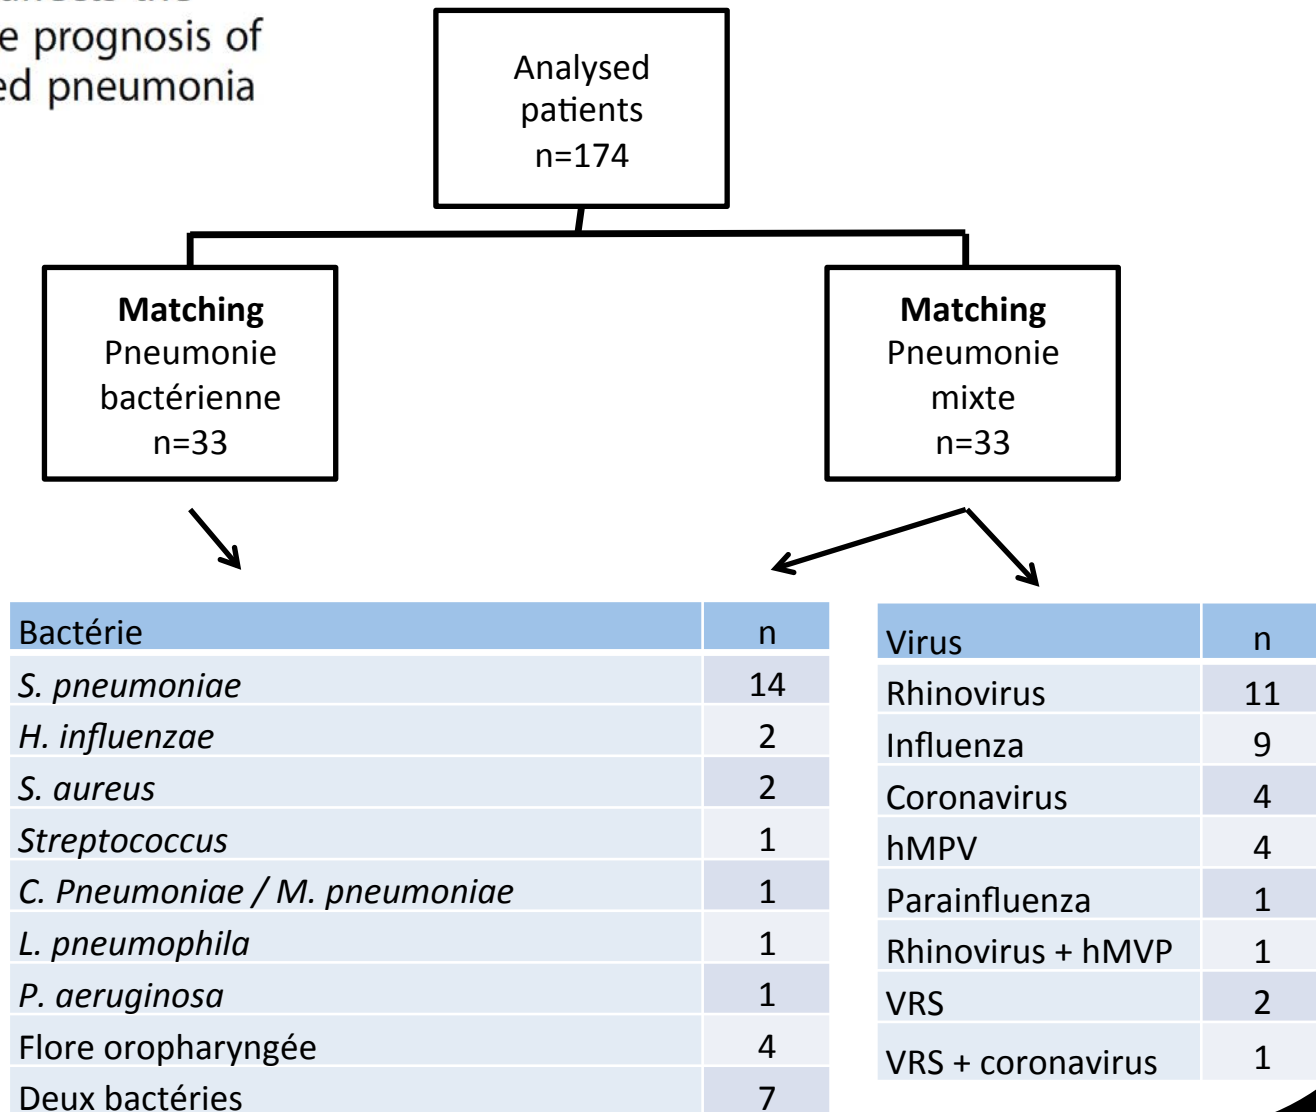 e prognosis of
ed pneumonia
Analysed
patients
n=174
Matching
Pneumonie
bactérienne
n=33
Matching
Pneumonie
mixte
n=33
Bactérie n
S. pneumoniae 14
H. influenzae 2
S. aureus 2
Streptococcus 1
C. Pneumoniae / M. pneumoniae 1
L. pneumophila 1
P. aeruginosa 1
Flore oropharyngée 4
Deux bactéries 7
Virus n
Rhinovirus 11
Influenza 9
Coronavirus 4
hMPV 4
Parainfluenza 1
Rhinovirus + hMVP 1
VRS 2
VRS + coronavirus 1